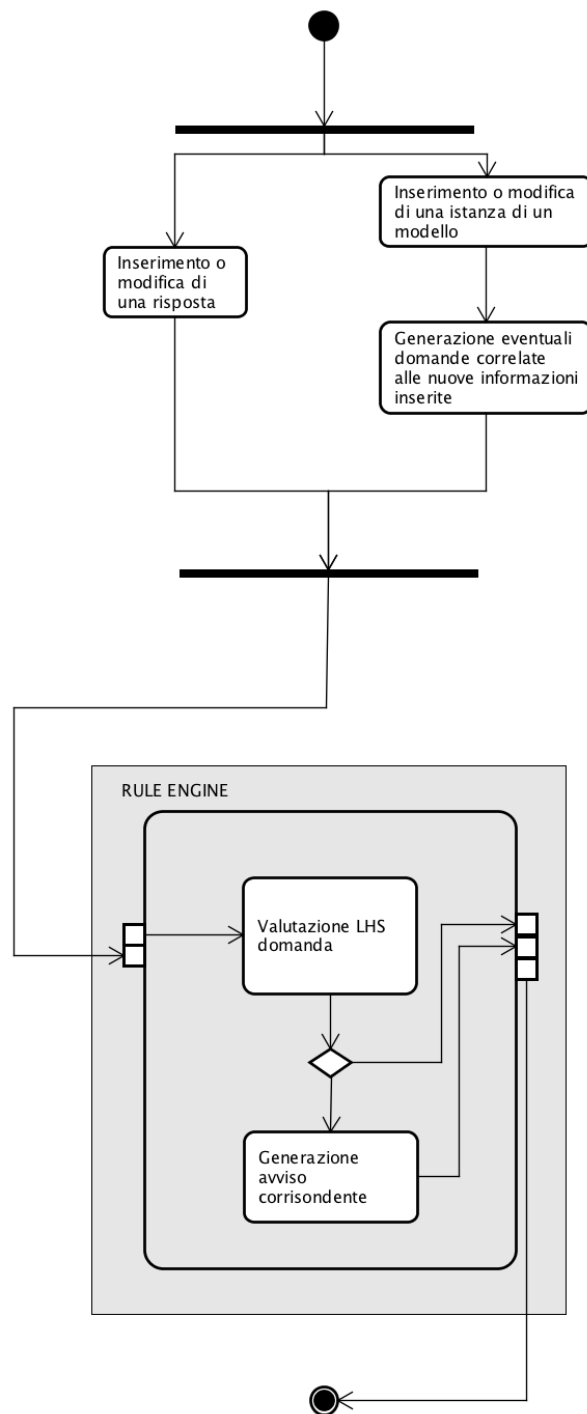 Inserimento o modifica
di una istanza di un
modello
Inserimento o
modifica di
una risposta
Generazione eventuali
domande correlate
alle nuove informazioni
inserite
RULE ENGINE
Valutazione LHS
domanda
Generazione
avviso
corrisondente